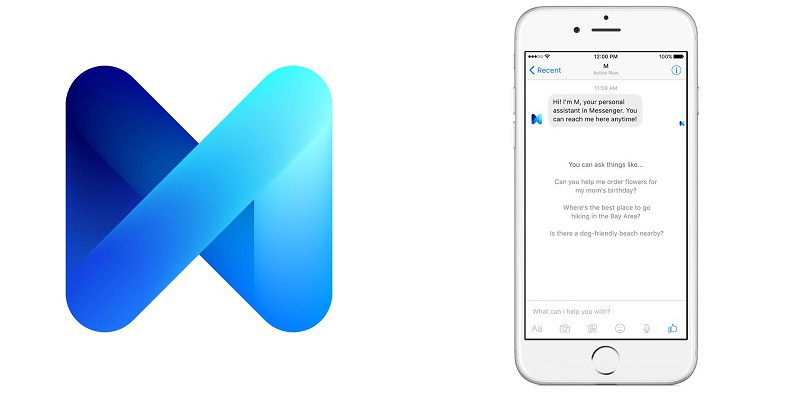 12:00 PM
100%
Recent
M
Active Now
11:59 AM
Hi! I'm M, your personal
assistant in Messenger. You
can reach me here anytime!
You can ask things like...
Can you help me order flowers for
my mom's birthday?
Where's the best place to go
hiking in the Bay Area?
Is there a dog-friendly beach nearby?
What can I help you with?
Aa